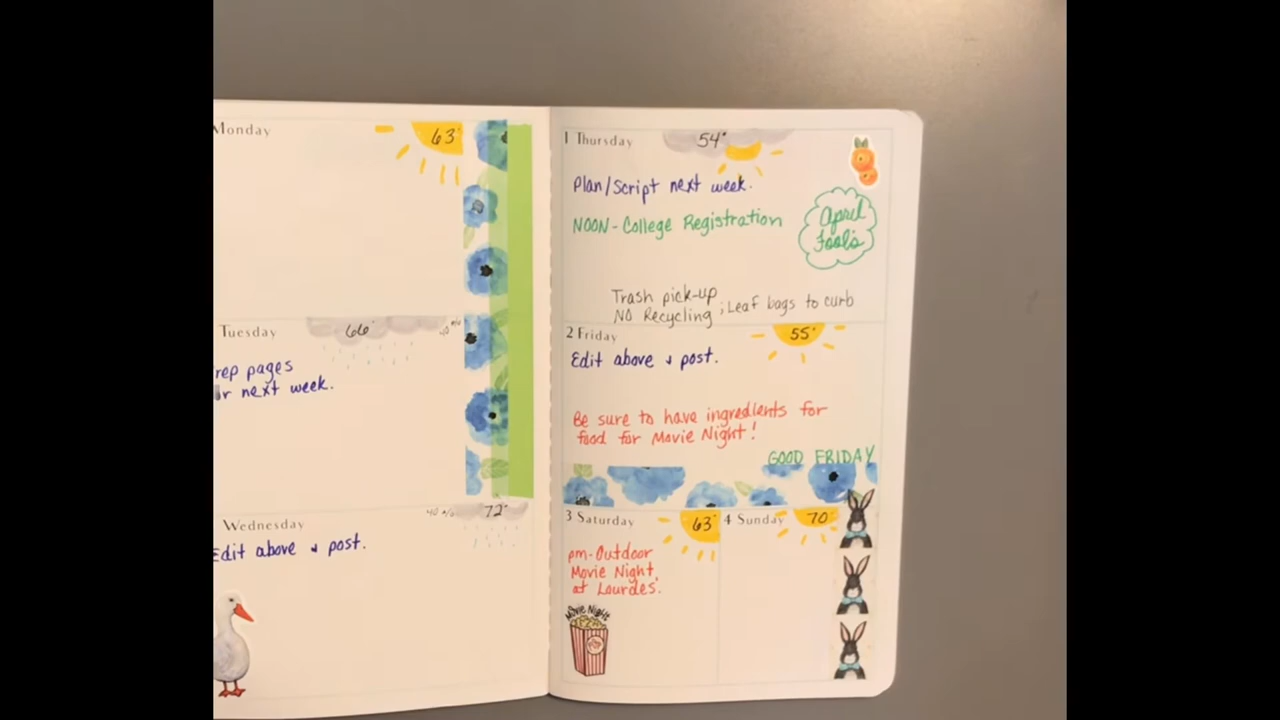 Monday
63°
Tuesday
66°
rep pages
r next week.
Wednesday
40%
72°
Edit above & post.
1 Thursday
54°
Plan/Script next week.
NOON-College Registration
April
Fool's
Trash pick-up
NO Recycling ; Leaf bags to curb
2 Friday
55°
Edit above & post.
Be sure to have ingredients for
food for Movie Night!
GOOD FRIDAY
3 Saturday
63°
pm-Outdoor
Movie Night
at Lourdes'.
Movie Night
4 Sunday
70°